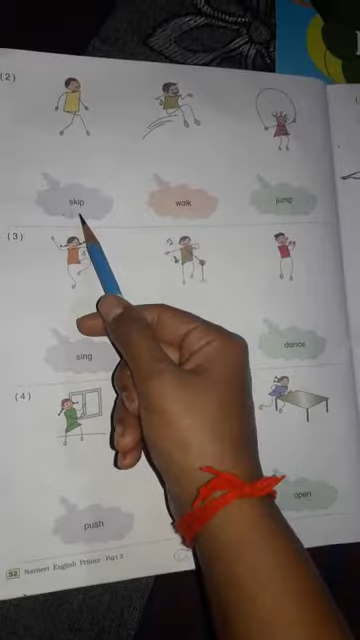 (2)
skip
walk
jump
(3)
sing
dance
(4)
push
open
52 Navneet English Primer - Part 3